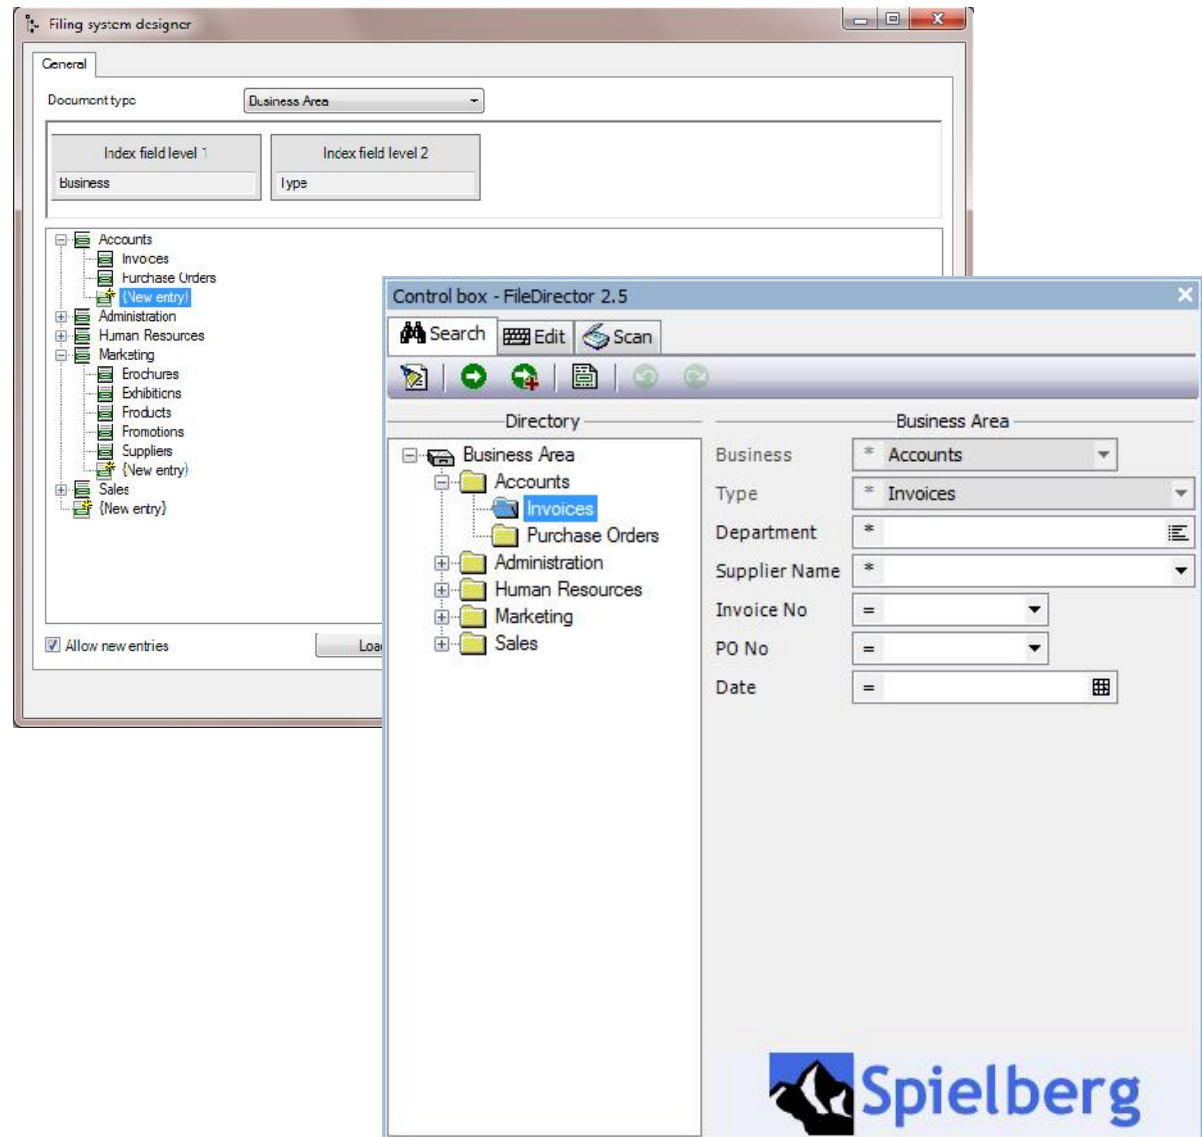 Filing system designer
General
Document type Business Area
Index field level 1 Index field level 2
Business Type
Accounts
Invoices
Purchase Orders
{New entry}
Administration
Human Resources
Marketing
Brochures
Exhibitions
Products
Promotions
Suppliers
{New entry}
Sales
{New entry}
Allow new entries Loa
Control box - FileDirector 2.5
Search Edit Scan
Directory
Business Area
Accounts
Invoices
Purchase Orders
Administration
Human Resources
Marketing
Sales
Business Area
Business * Accounts
Type * Invoices
Department *
Supplier Name *
Invoice No =
PO No =
Date =
Spielberg